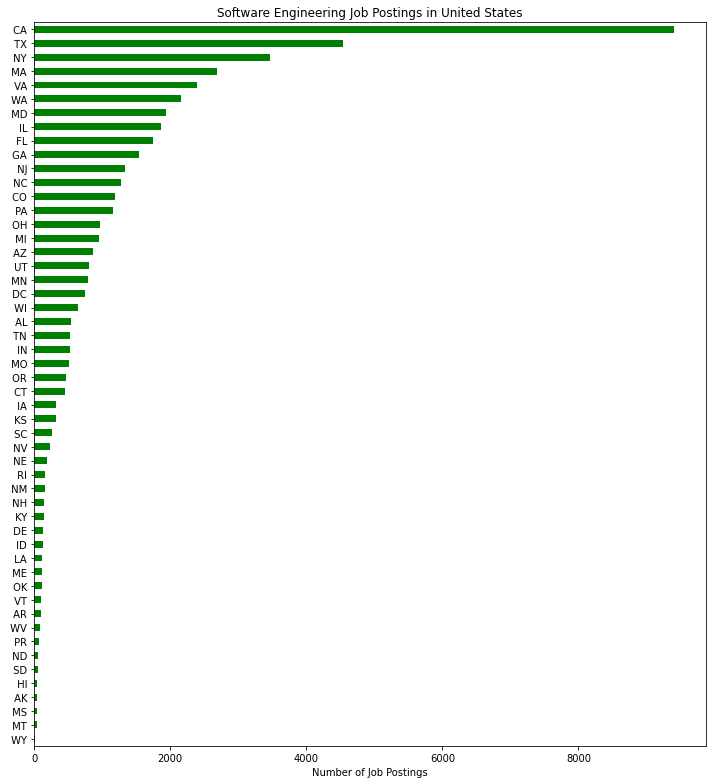 Software Engineering Job Postings in United States
CA
TX
NY
MA
VA
WA
MD
IL
FL
GA
NJ
NC
CO
PA
OH
MI
AZ
UT
MN
DC
WI
AL
TN
IN
MO
OR
CT
IA
KS
SC
NV
NE
RI
NM
NH
KY
DE
ID
LA
ME
OK
VT
AR
WV
PR
ND
SD
HI
AK
MS
MT
WY
0 2000 4000 6000 8000
Number of Job Postings